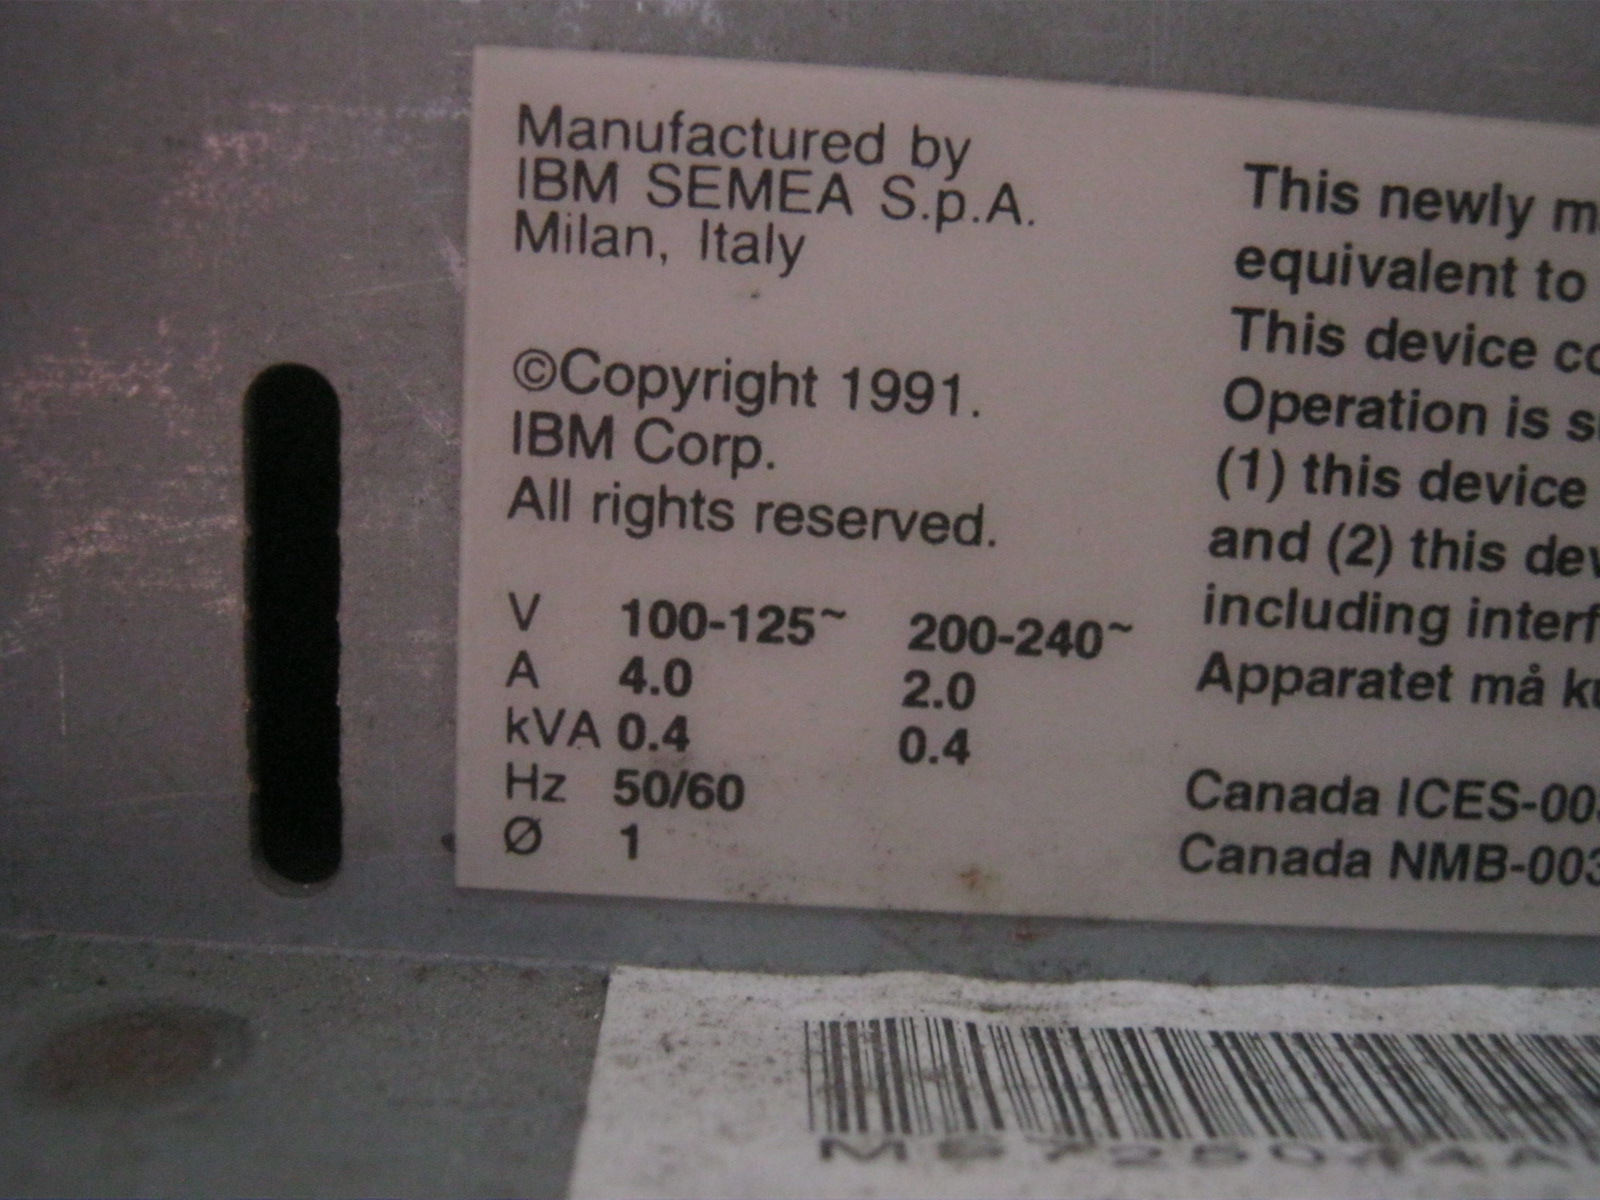 Manufactured by
IBM SEMEA S.p.A.
Milan, Italy
©Copyright 1991.
IBM Corp.
All rights reserved.
V 100-125~ 200-240~
A 4.0 2.0
kVA 0.4 0.4
Hz 50/60
Ø 1
This newly
equivalent to
This device
Operation is
(1) this device
and (2) this
including
Apparatet må
Canada
Canada NMB-003